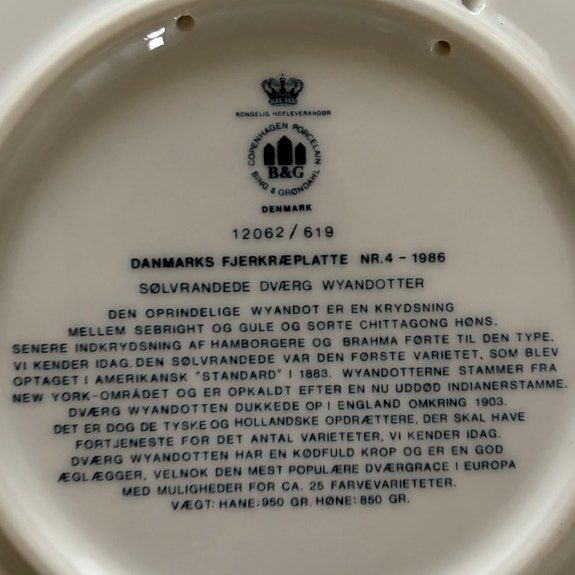 KONGELIG HOFLEVERANDØR
COPENHAGEN PORCELAIN
B&G
BING & GRØNDAHL
DENMARK
12062/619
DANMARKS FJERKRÆPLATTE NR.4 - 1986
SØLVRANDEDE DVÆRG WYANDOTTER
DEN OPRINDELIGE WYANDOT ER EN KRYDSNING
MELLEM SEBRIGHT OG GULE OG SORTE CHITTAGONG HØNS.
SENERE INDKRYDSNING AF HAMBORGERE OG BRAHMA FØRTE TIL DEN TYPE,
VI KENDER IDAG. DEN SØLVRANDEDE VAR DEN FØRSTE VARIETET, SOM BLEV
OPTAGET I AMERIKANSK "STANDARD" I 1883. WYANDOTTERNE STAMMER FRA
NEW YORK-OMRÅDET OG ER OPKALDT EFTER EN NU UDDØD INDIANERSTAMME.
DVÆRG WYANDOTTEN DUKKEDE OP I ENGLAND OMKRING 1903.
DET ER DOG DE TYSKE OG HOLLANDSKE OPDRÆTTERE, DER SKAL HAVE
FORTJENESTE FOR DET ANTAL VARIETETER, VI KENDER IDAG.
DVÆRG WYANDOTTEN HAR EN KØDFULD KROP OG ER EN GOD
ÆGLÆGGER, VELNOK DEN MEST POPULÆRE DVÆRGRACE I EUROPA
MED MULIGHEDER FOR CA. 25 FARVEVARIETETER.
VÆGT: HANE: 950 GR. HØNE: 850 GR.